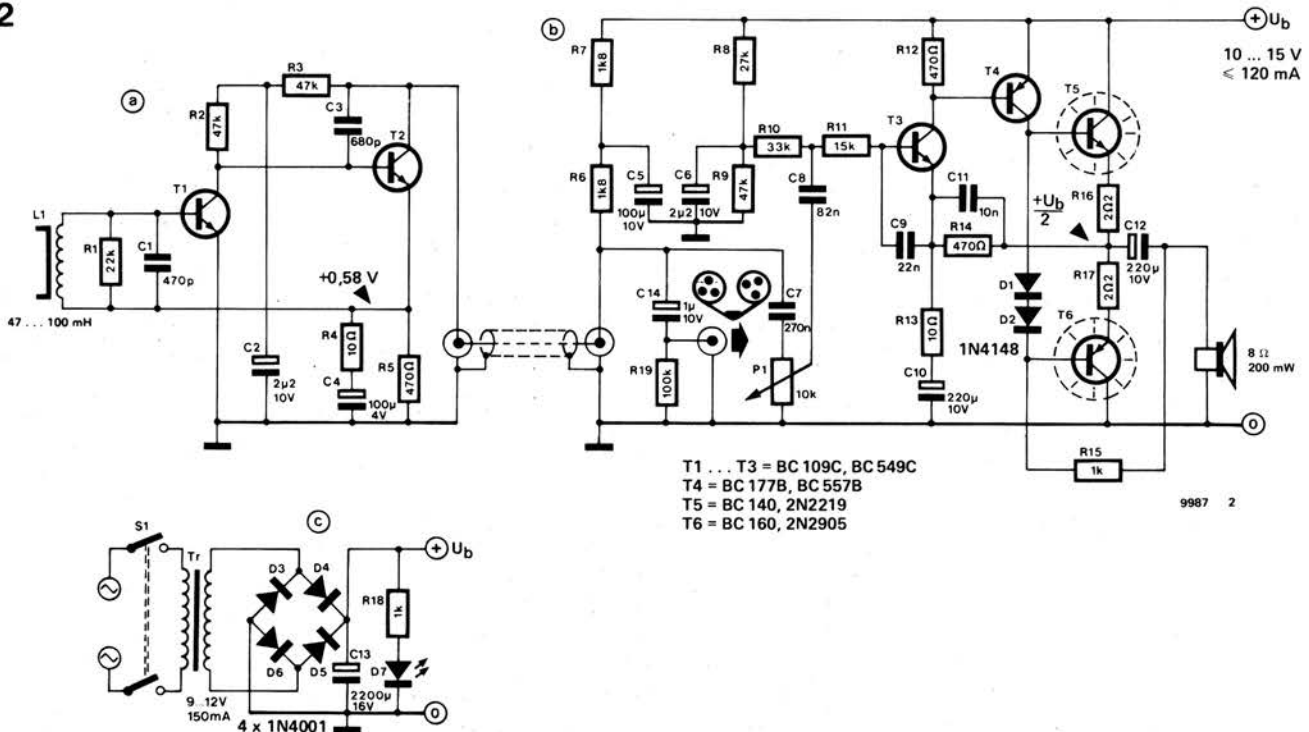 2
a
R3
47k
R2
47k
C3
680p
T2
T1
L1
R1
22k
C1
470p
47 ... 100 mH
+0,58 V
R4
10Ω
C2
2µ2
10V
C4
100µ
4V
R5
470Ω
b
R7
1k8
R8
27k
R12
470Ω
T4
T5
+ Ub
10 ... 15 V
≤ 120 mA
R10
33k
R11
15k
T3
R6
1k8
C5
100µ
10V
C6
2µ2
10V
R9
47k
C8
82n
C11
10n
R16
2Ω2
+Ub
2
C9
22n
R14
470Ω
C12
220µ
10V
C14
1µ
10V
C7
270n
R13
10Ω
D1
D2
1N4148
R17
2Ω2
T6
R19
100k
P1
10k
C10
220µ
10V
8 Ω
200 mW
0
R15
1k
T1 ... T3 = BC 109C, BC 549C
T4 = BC 177B, BC 557B
T5 = BC 140, 2N2219
T6 = BC 160, 2N2905
9987 2
c
S1
Tr
D3
D4
+ Ub
R18
1k
D6
D5
C13
2200µ
16V
D7
9...12V
150mA
4 x 1N4001
0